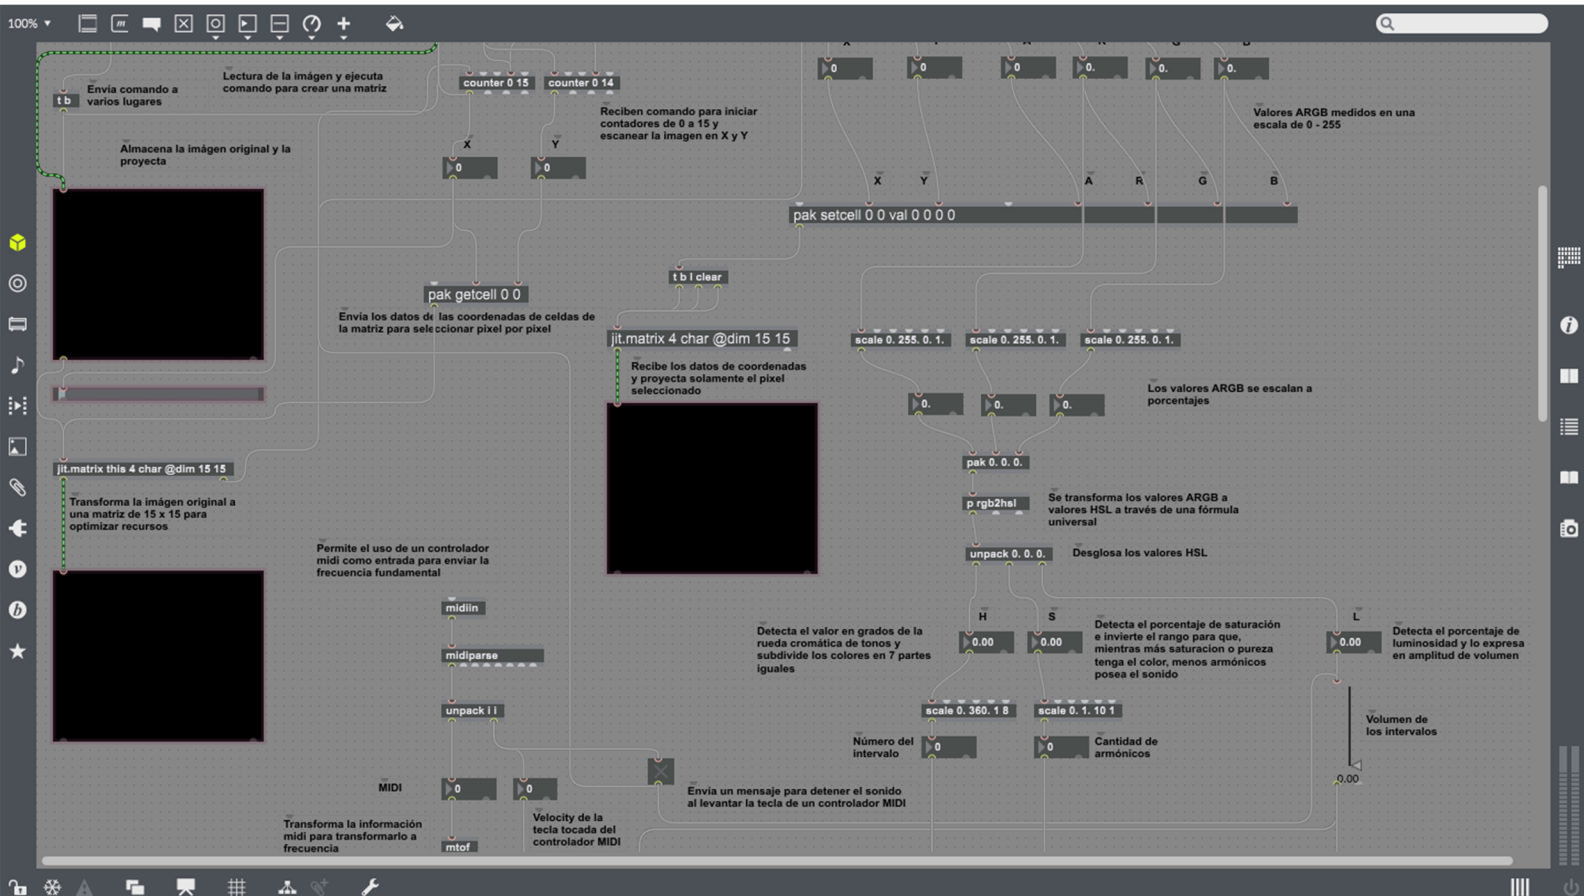 100%
Lectura de la imágen y ejecuta
comando para crear una matriz
Envía comando a
varios lugares
t b
counter 0 15
counter 0 14
0
0
0
0.
0.
0.
Reciben comando para iniciar
contadores de 0 a 15 y
escanear la imagen en X y Y
Valores ARGB medidos en una
escala de 0 - 255
Almacena la imágen original y la
proyecta
X
Y
0
0
X
Y
A
R
G
B
pak setcell 0 0 val 0 0 0 0
t b l clear
pak getcell 0 0
Envía los datos de las coordenadas de celdas de
la matriz para seleccionar pixel por pixel
jit.matrix 4 char @dim 15 15
Recibe los datos de coordenadas
y proyecta solamente el pixel
seleccionado
scale 0. 255. 0. 1.
scale 0. 255. 0. 1.
scale 0. 255. 0. 1.
0.
0.
0.
Los valores ARGB se escalan a
porcentajes
jit.matrix this 4 char @dim 15 15
Transforma la imágen original a
una matriz de 15 x 15 para
optimizar recursos
pak 0. 0. 0.
p rgb2hsl
Se transforma los valores ARGB a
valores HSL a través de una fórmula
universal
unpack 0. 0. 0.
Desglosa los valores HSL
Permite el uso de un controlador
midi como entrada para enviar la
frecuencia fundamental
midiin
midiparse
unpack i i
Detecta el valor en grados de la
rueda cromática de tonos y
subdivide los colores en 7 partes
iguales
H
0.00
S
0.00
Detecta el porcentaje de saturación
e invierte el rango para que,
mientras más saturacion o pureza
tenga el color, menos armónicos
posea el sonido
L
0.00
Detecta el porcentaje de
luminosidad y lo expresa
en amplitud de volumen
scale 0. 360. 1 8
scale 0. 1. 10 1
Número del
intervalo
0
0
Cantidad de
armónicos
Volumen de
los intervalos
0.00
MIDI
0
0
Envía un mensaje para detener el sonido
al levantar la tecla de un controlador MIDI
Transforma la información
midi para transformarlo a
frecuencia
mtof
Velocity de la
tecla tocada del
controlador MIDI